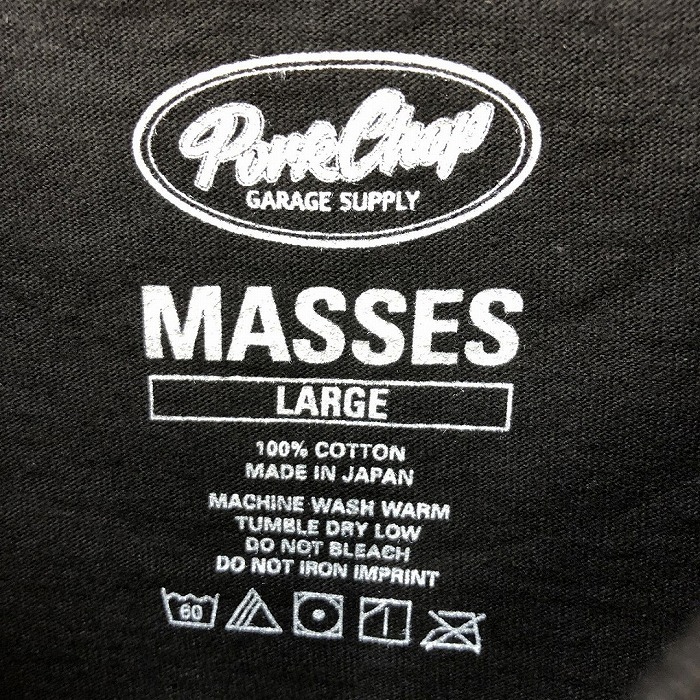 PorkChop
GARAGE SUPPLY
MASSES
LARGE
100% COTTON
MADE IN JAPAN
MACHINE WASH WARM
TUMBLE DRY LOW
DO NOT BLEACH
DO NOT IRON IMPRINT
60